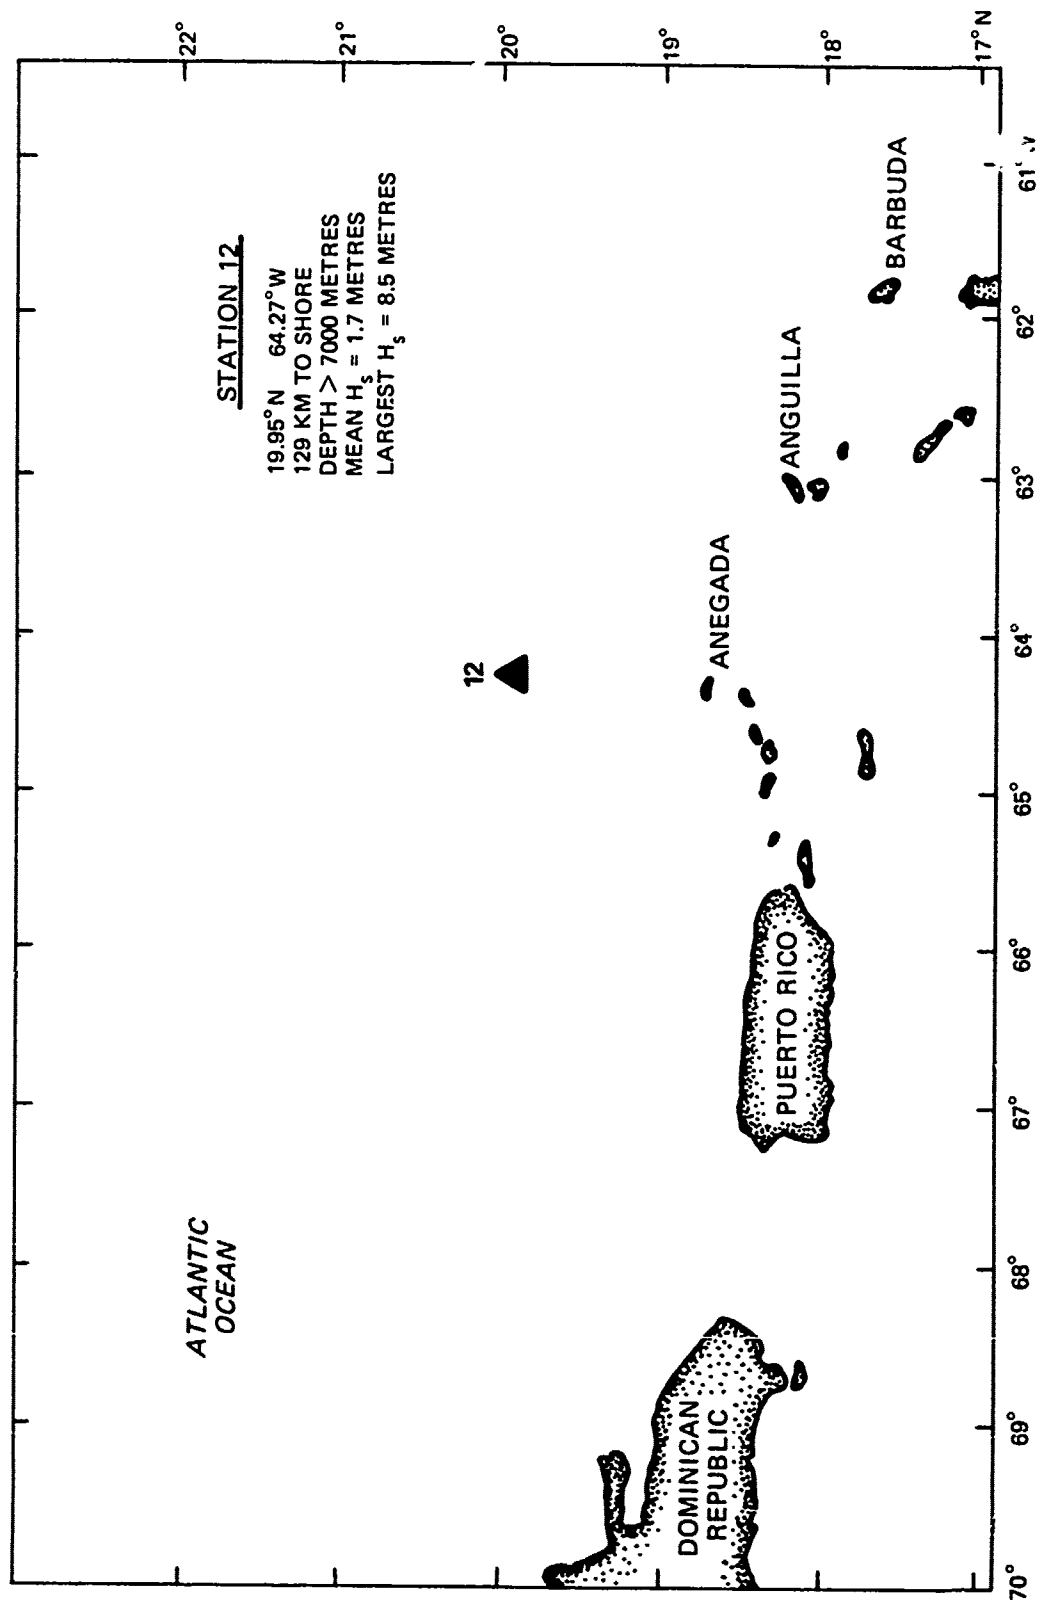 STATION 12
19.95°N 64.27°W
129 KM TO SHORE
DEPTH > 7000 METRES
MEAN Hs = 1.7 METRES
LARGEST Hs = 8.5 METRES
ATLANTIC
OCEAN
12
ANEGADA
ANGUILLA
BARBUDA
PUERTO RICO
DOMINICAN
REPUBLIC
22°
21°
20°
19°
18°
17°N
70°
69°
68°
67°
66°
65°
64°
63°
62°
61°